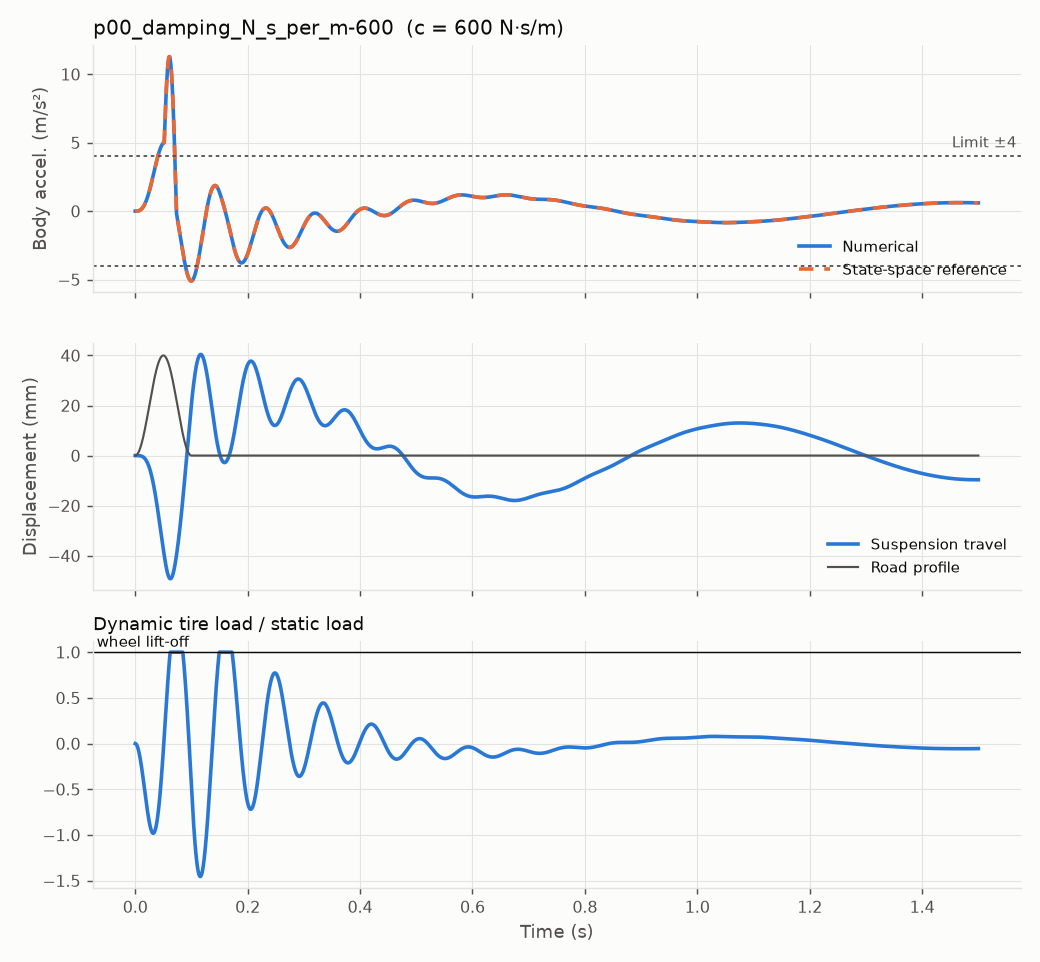 p00_damping_N_s_per_m-600  (c = 600 N·s/m)
Body accel. (m/s²)
10
5
0
−5
Limit ±4
Numerical
State-space reference
Displacement (mm)
40
20
0
−20
−40
Suspension travel
Road profile
Dynamic tire load / static load
wheel lift-off
1.0
0.5
0.0
−0.5
−1.0
−1.5
0.0 0.2 0.4 0.6 0.8 1.0 1.2 1.4
Time (s)